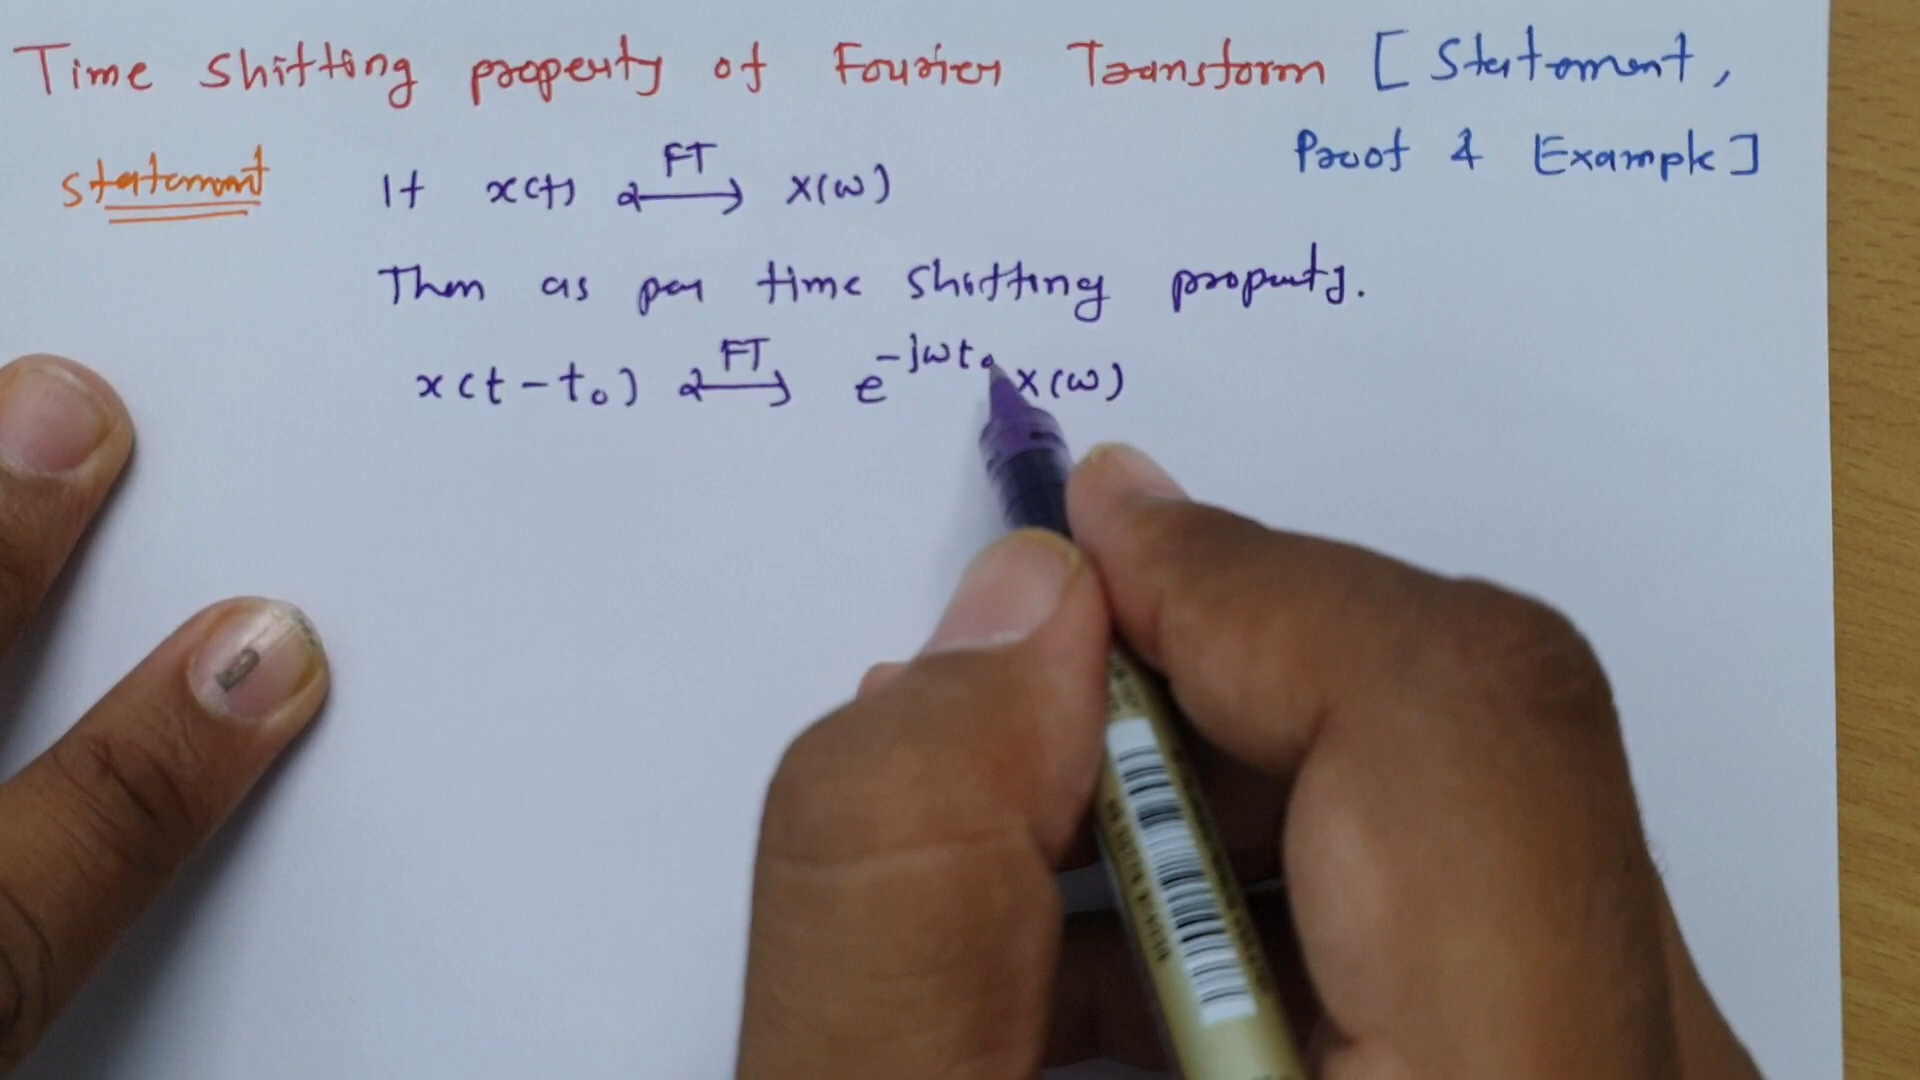 Time Shifting property of Fourier Transform [Statement,
Proof & Example]
Statement If x(t) ⟷ FT X(ω)
Then as per time shifting property.
x(t-t₀) ⟷ FT e^-jωt₀ X(ω)